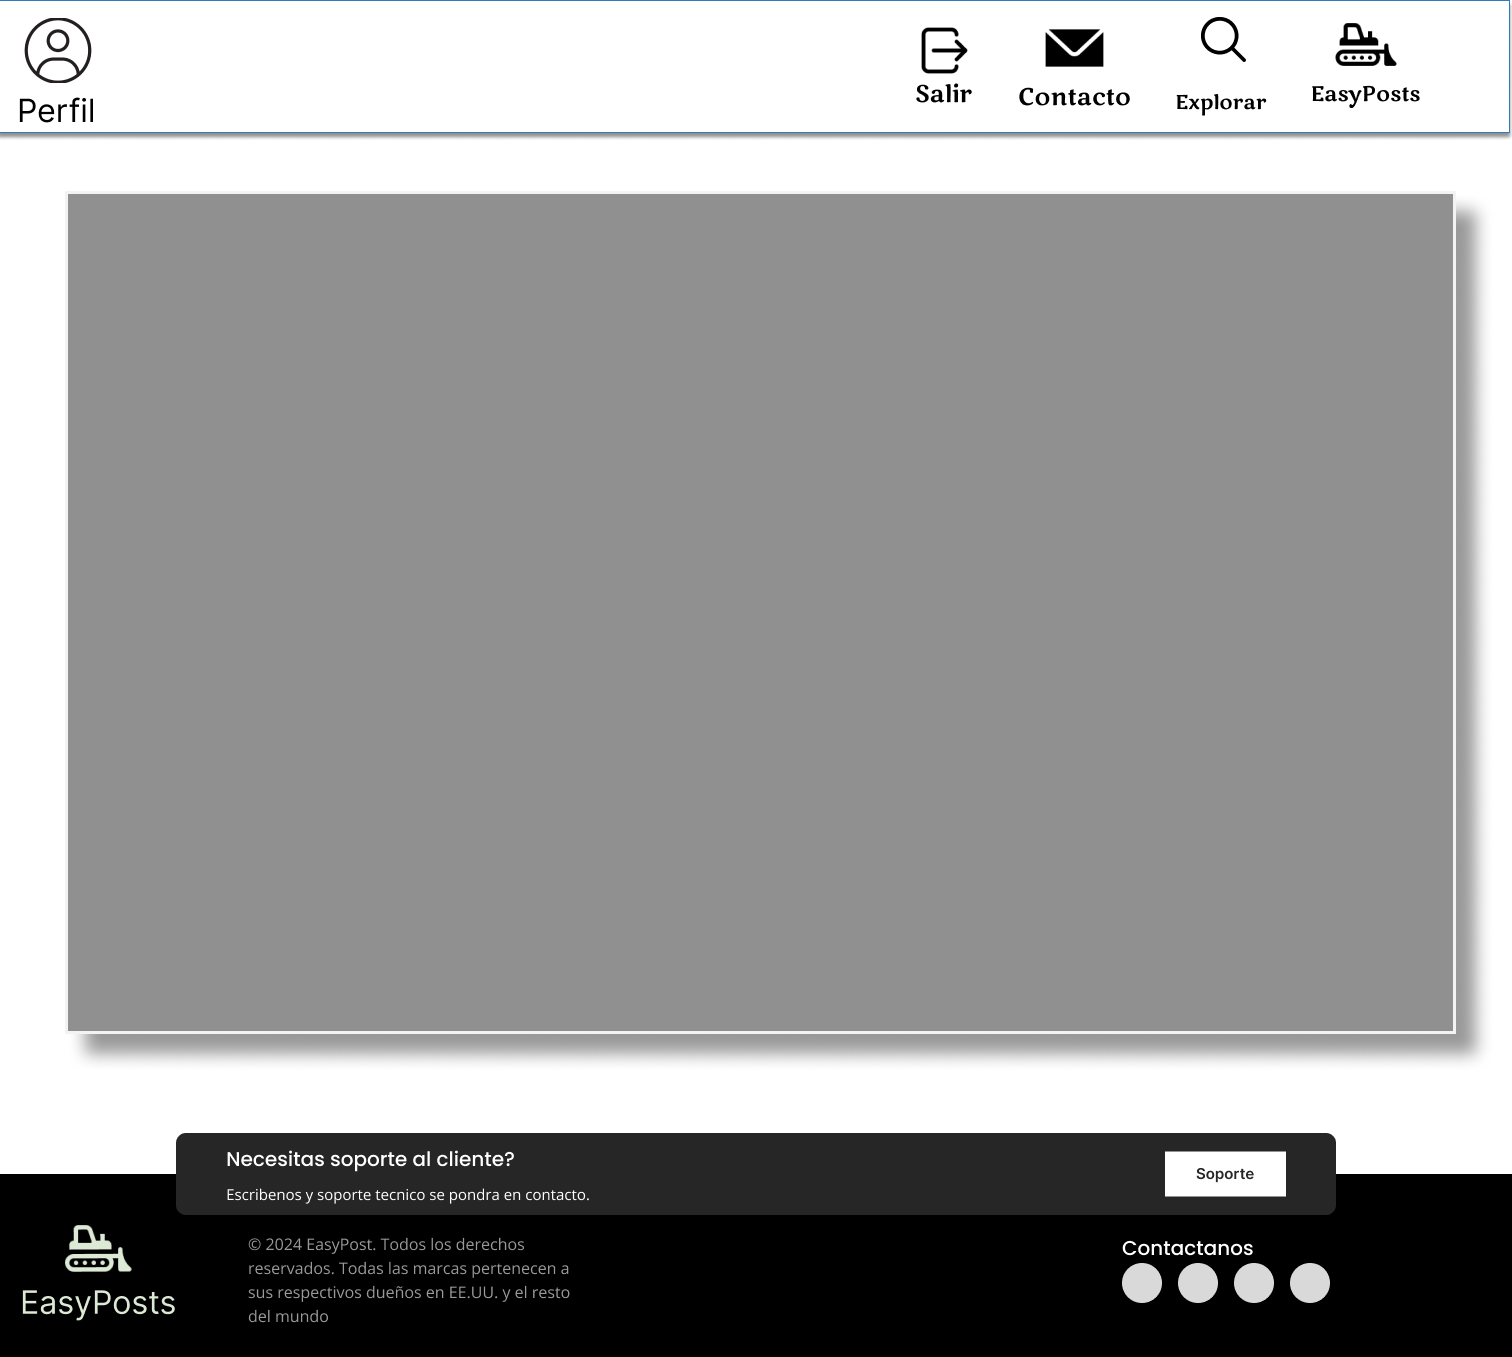 Perfil
Salir
Contacto
Explorar
EasyPosts
Necesitas soporte al cliente?
Escribenos y soporte tecnico se pondra en contacto.
Soporte
EasyPosts
© 2024 EasyPost. Todos los derechos
reservados. Todas las marcas pertenecen a
sus respectivos dueños en EE.UU. y el resto
del mundo
Contactanos